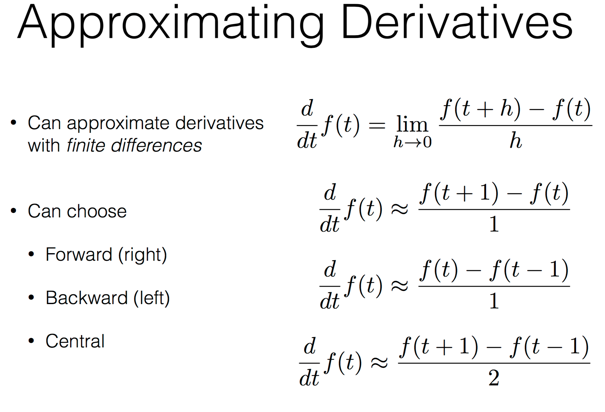 Approximating Derivatives
• Can approximate derivatives
with finite differences
d/dt f(t) = lim h→0 f(t + h) − f(t) / h
• Can choose
• Forward (right)
d/dt f(t) ≈ f(t + 1) − f(t) / 1
• Backward (left)
d/dt f(t) ≈ f(t) − f(t − 1) / 1
• Central
d/dt f(t) ≈ f(t + 1) − f(t − 1) / 2